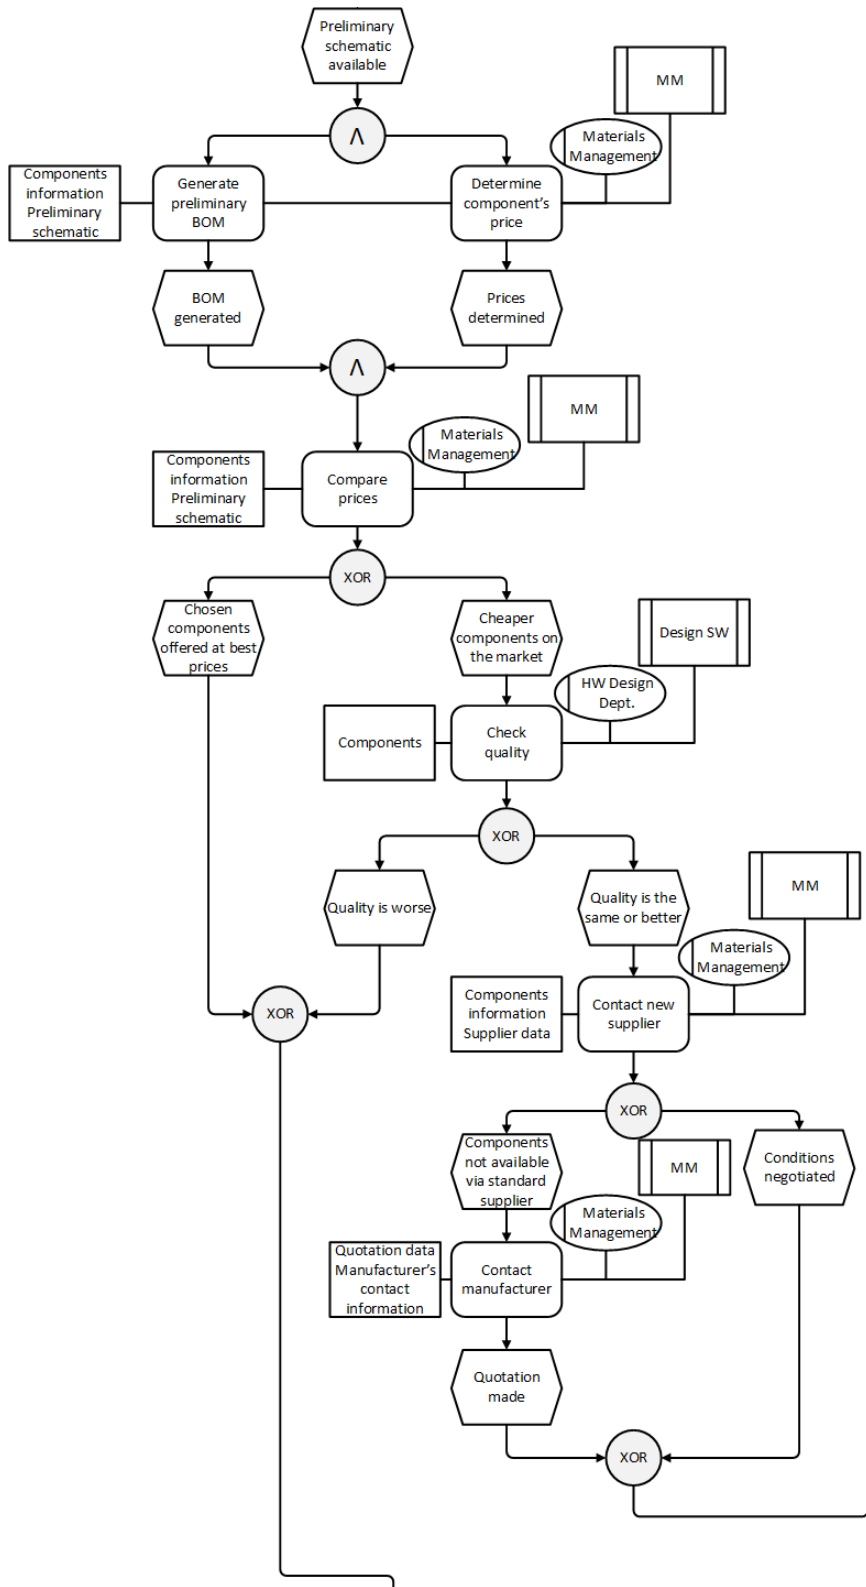 Preliminary
schematic
available
MM
Λ
Materials
Management
Components
information
Preliminary
schematic
Generate
preliminary
BOM
Determine
component's
price
BOM
generated
Prices
determined
Λ
MM
Materials
Management
Components
information
Preliminary
schematic
Compare
prices
XOR
Chosen
components
offered at best
prices
Cheaper
components on
the market
Design SW
HW Design
Dept.
Components
Check
quality
XOR
Quality is worse
Quality is the
same or better
MM
Materials
Management
XOR
Components
information
Supplier data
Contact new
supplier
XOR
Components
not available
via standard
supplier
MM
Conditions
negotiated
Materials
Management
Quotation data
Manufacturer's
contact
information
Contact
manufacturer
Quotation
made
XOR